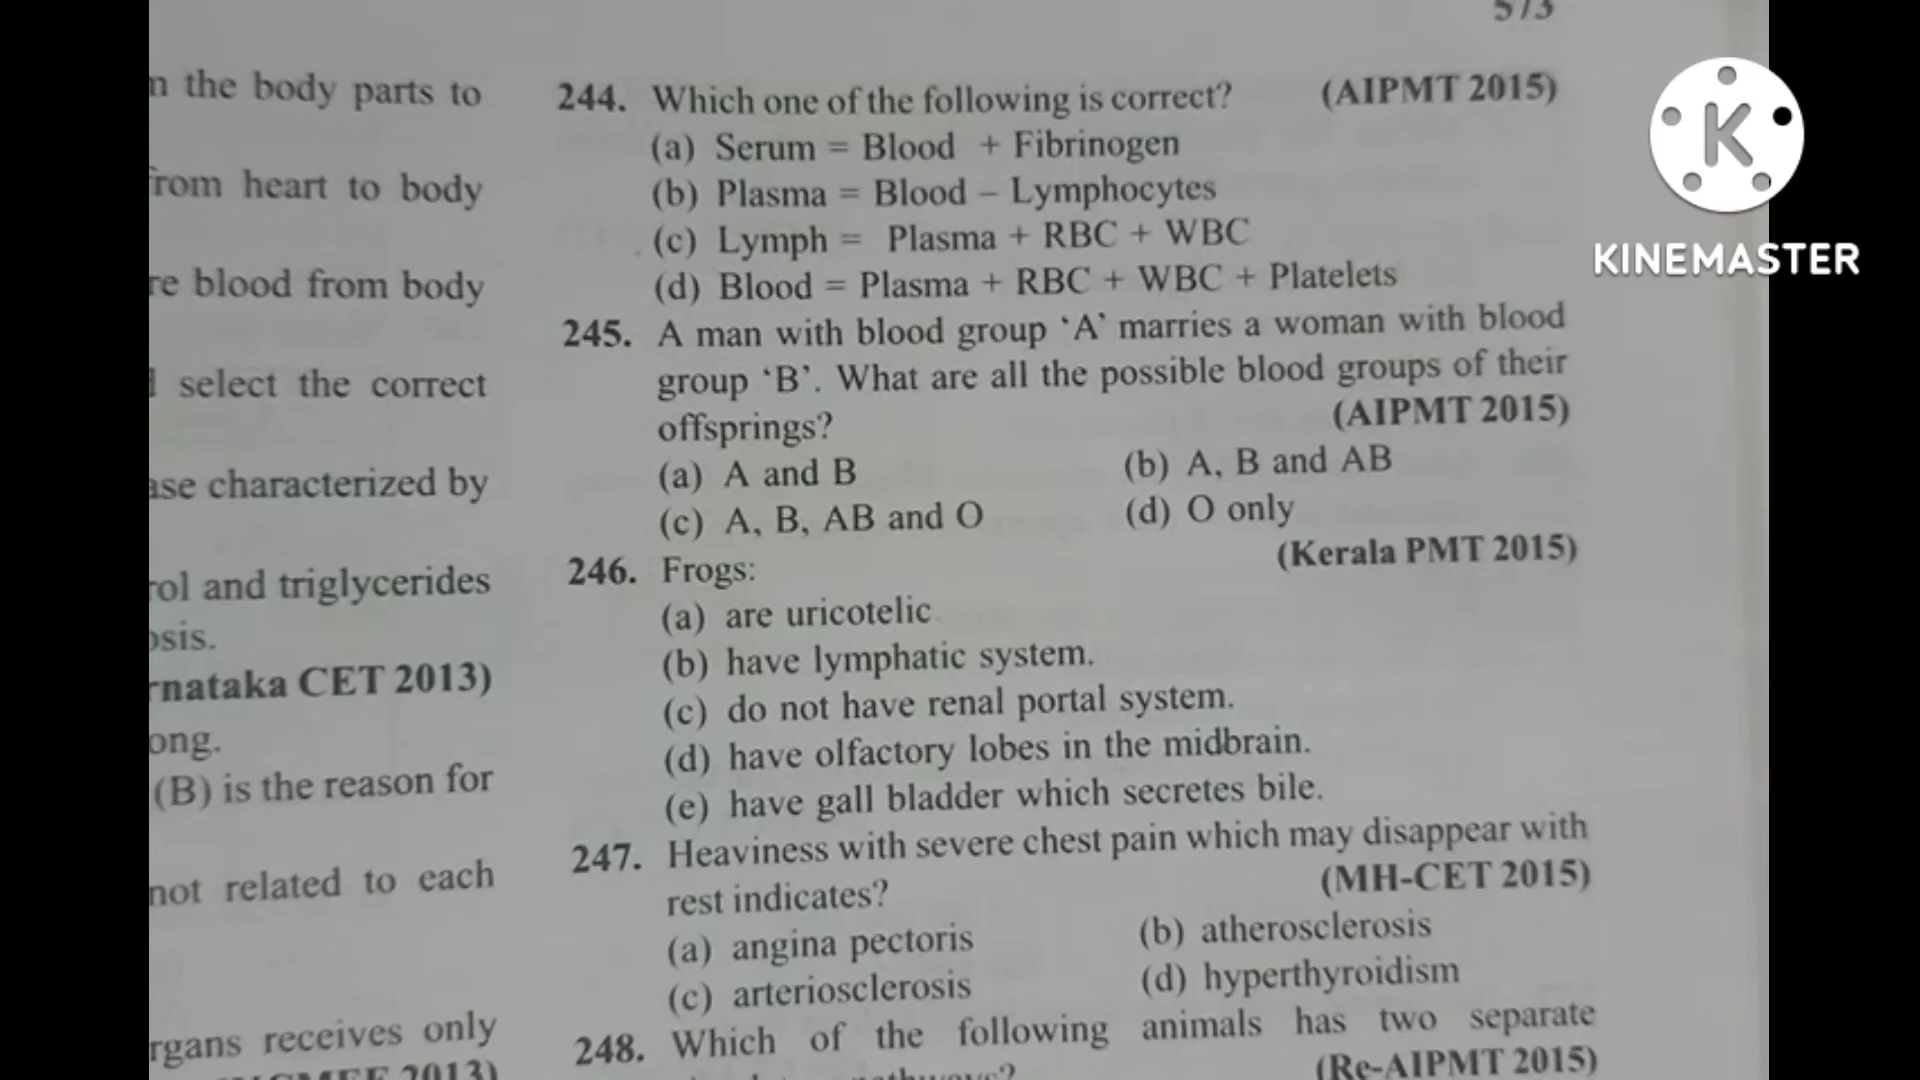 n the body parts to
from heart to body
re blood from body
select the correct
ase characterized by
rol and triglycerides
osis.
rnataka CET 2013)
ong.
(B) is the reason for
not related to each
rgans receives only
2013)
573
244. Which one of the following is correct? (AIPMT 2015)
(a) Serum = Blood + Fibrinogen
(b) Plasma = Blood – Lymphocytes
(c) Lymph = Plasma + RBC + WBC
(d) Blood = Plasma + RBC + WBC + Platelets
245. A man with blood group ‘A’ marries a woman with blood
group ‘B’. What are all the possible blood groups of their
offsprings? (AIPMT 2015)
(a) A and B (b) A, B and AB
(c) A, B, AB and O (d) O only
246. Frogs: (Kerala PMT 2015)
(a) are uricotelic
(b) have lymphatic system.
(c) do not have renal portal system.
(d) have olfactory lobes in the midbrain.
(e) have gall bladder which secretes bile.
247. Heaviness with severe chest pain which may disappear with
rest indicates? (MH-CET 2015)
(a) angina pectoris (b) atherosclerosis
(c) arteriosclerosis (d) hyperthyroidism
248. Which of the following animals has two separate
(Re-AIPMT 2015)
K
KINEMASTER